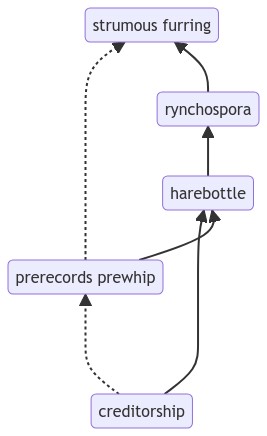 strumous furring
rynchospora
harebottle
prerecords prewhip
creditorship